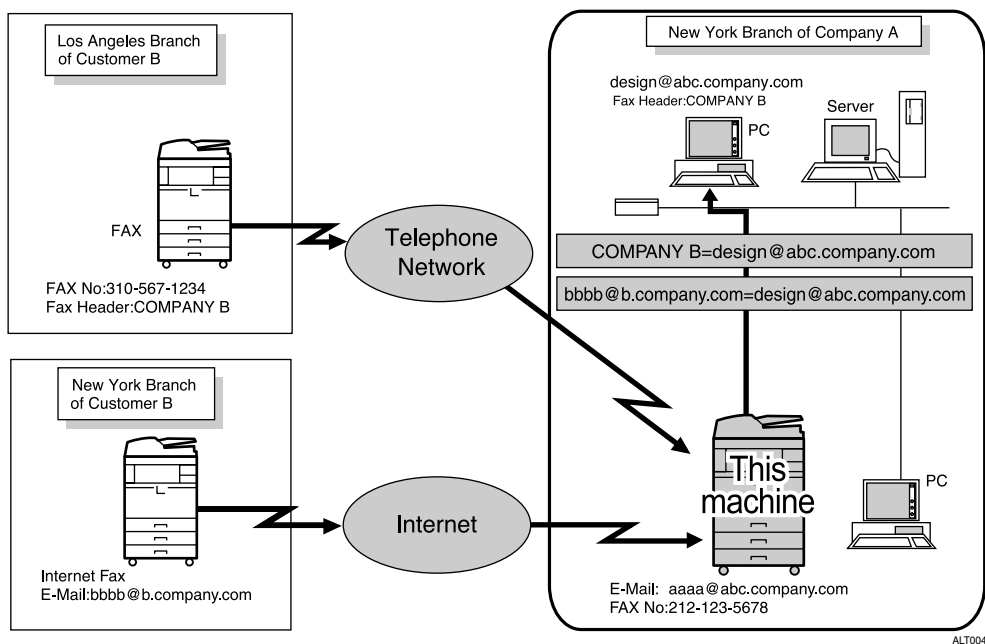 Los Angeles Branch
of Customer B
FAX
FAX No:310-567-1234
Fax Header:COMPANY B
New York Branch
of Customer B
Internet Fax
E-Mail:bbbb@b.company.com
Telephone
Network
Internet
New York Branch of Company A
design@abc.company.com
Fax Header:COMPANY B
PC
Server
COMPANY B=design@abc.company.com
bbbb@b.company.com=design@abc.company.com
This
machine
PC
E-Mail: aaaa@abc.company.com
FAX No:212-123-5678
ALT004